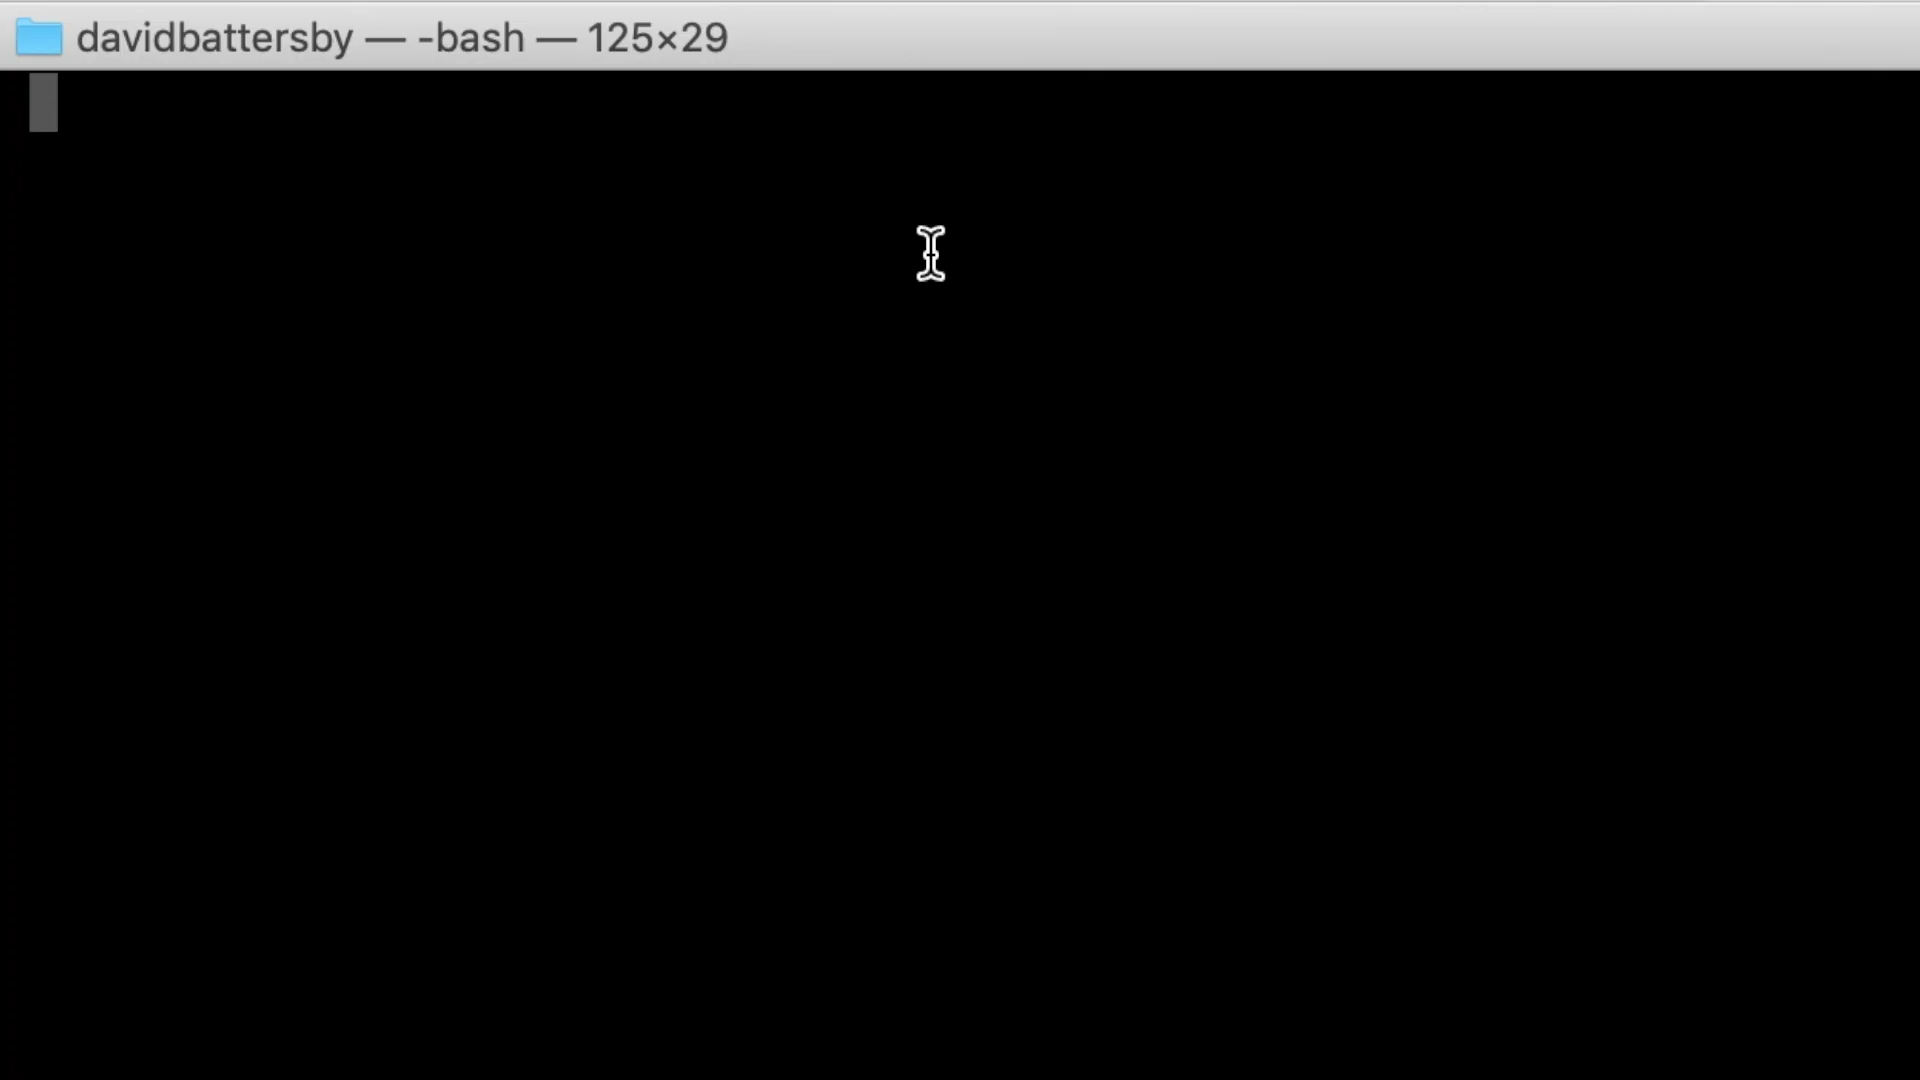 davidbattersby — -bash — 125×29